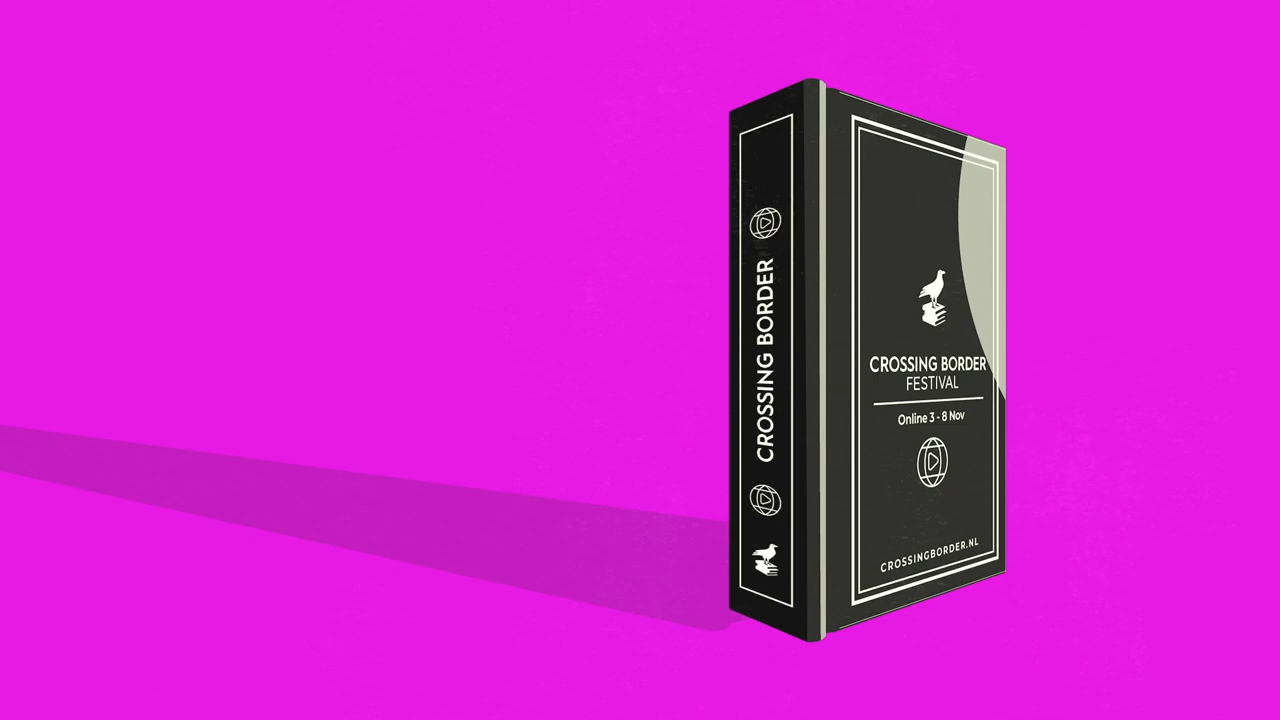 CROSSING BORDER
CROSSING BORDER
FESTIVAL
Online 3 - 8 Nov
CROSSINGBORDER.NL